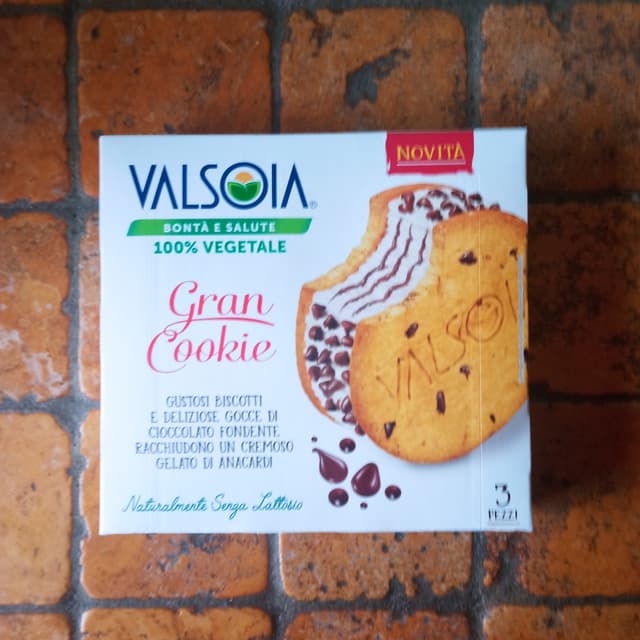 NOVITÀ
VALSOIA®
BONTÀ E SALUTE
100% VEGETALE
Gran
Cookie
VALSOI
GUSTOSI BISCOTTI
E DELIZIOSE GOCCE DI
CIOCCOLATO FONDENTE
RACCHIUDONO UN CREMOSO
GELATO DI ANACARDI
Naturalmente Senza Lattosio
3
PEZZI